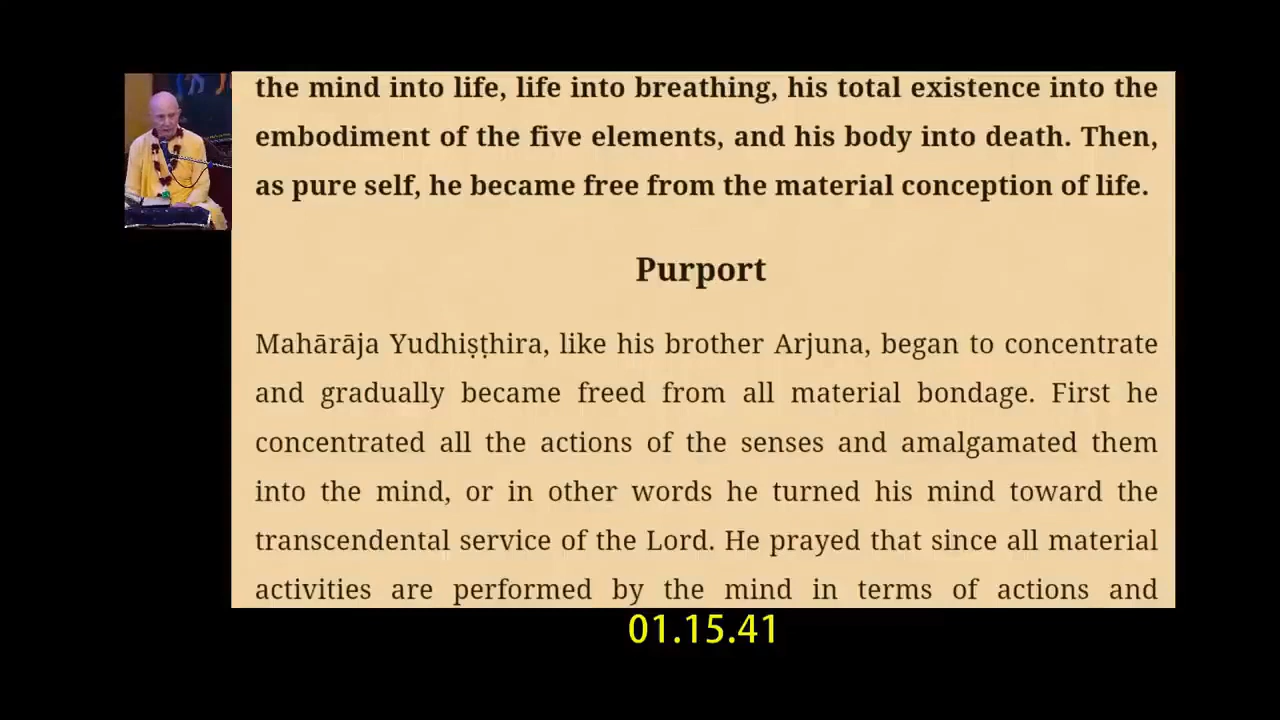 the mind into life, life into breathing, his total existence into the
embodiment of the five elements, and his body into death. Then,
as pure self, he became free from the material conception of life.
Purport
Mahārāja Yudhiṣṭhira, like his brother Arjuna, began to concentrate
and gradually became freed from all material bondage. First he
concentrated all the actions of the senses and amalgamated them
into the mind, or in other words he turned his mind toward the
transcendental service of the Lord. He prayed that since all material
activities are performed by the mind in terms of actions and
01.15.41